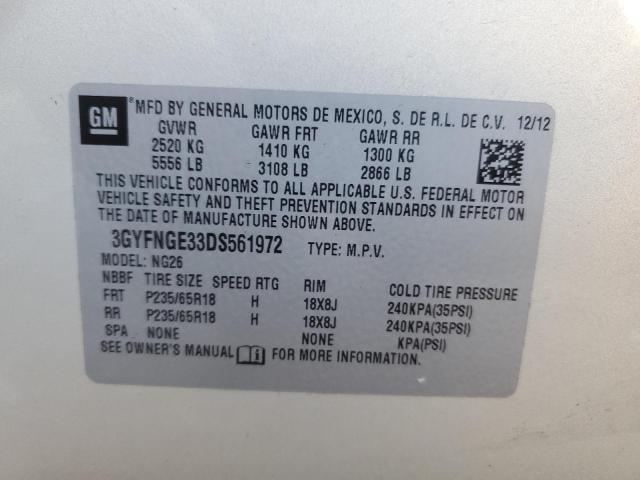 GM ® MFD BY GENERAL MOTORS DE MEXICO, S. DE R.L. DE C.V. 12/12
GVWR GAWR FRT GAWR RR
2520 KG 1410 KG 1300 KG
5556 LB 3108 LB 2866 LB
THIS VEHICLE CONFORMS TO ALL APPLICABLE U.S. FEDERAL MOTOR
VEHICLE SAFETY AND THEFT PREVENTION STANDARDS IN EFFECT ON
THE DATE OF MANUFACTURE SHOWN ABOVE.
3GYFNGE33DS561972 TYPE: M.P.V.
MODEL: NG26
NBBF TIRE SIZE SPEED RTG RIM COLD TIRE PRESSURE
FRT P235/65R18 H 18X8J 240KPA(35PSI)
RR P235/65R18 H 18X8J 240KPA(35PSI)
SPA NONE NONE KPA(PSI)
SEE OWNER'S MANUAL FOR MORE INFORMATION.